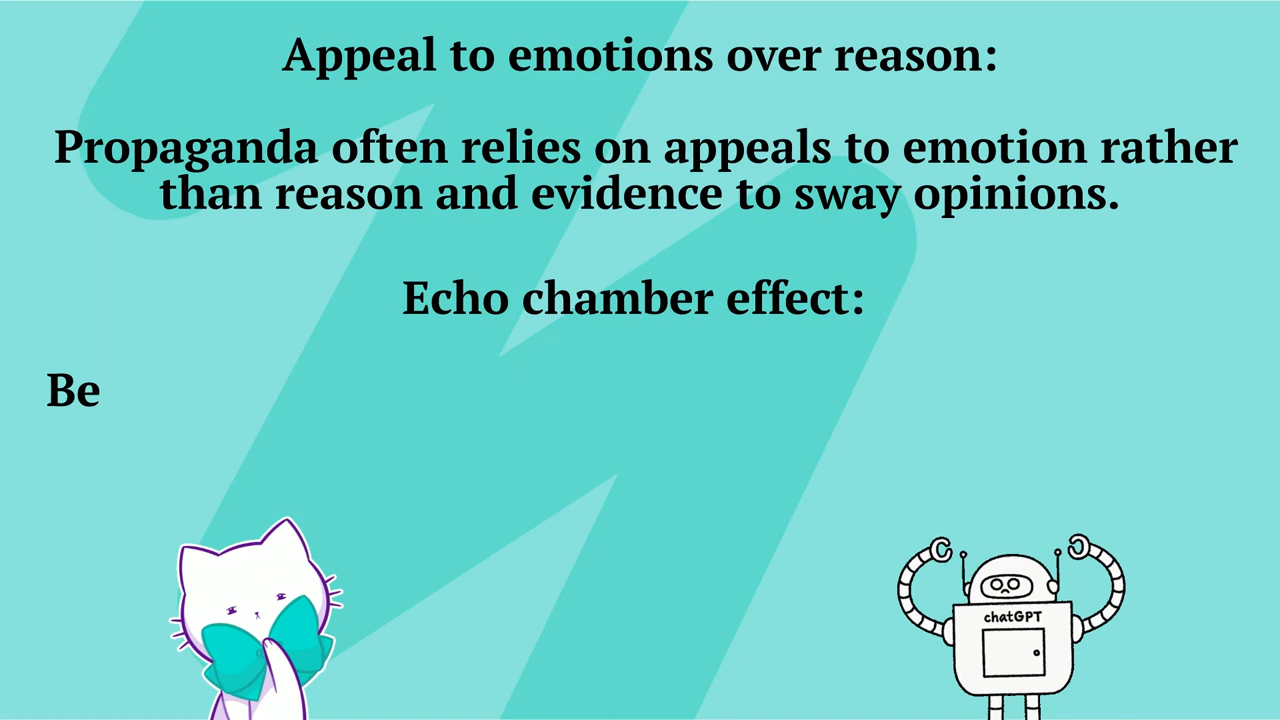 Appeal to emotions over reason:
Propaganda often relies on appeals to emotion rather
than reason and evidence to sway opinions.
Echo chamber effect:
Be
chatGPT